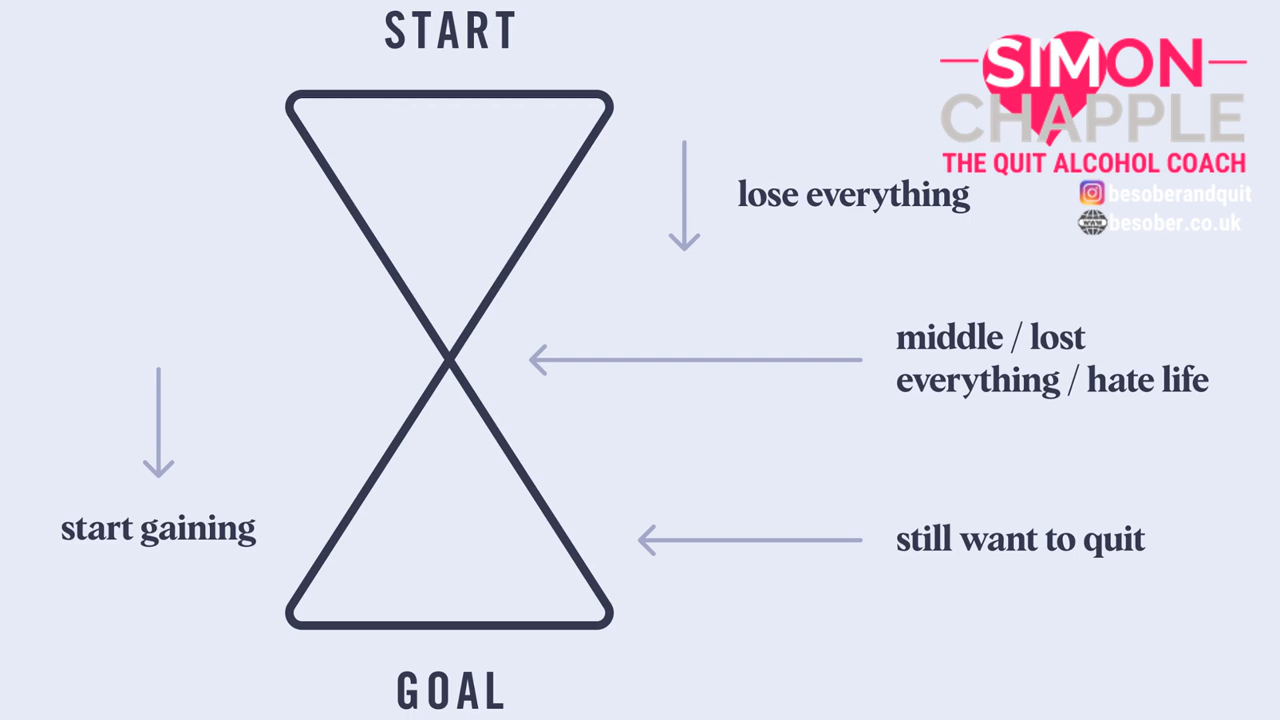 START
SIMON
CHAPPLE
THE QUIT ALCOHOL COACH
besoberandquit
www
besober.co.uk
lose everything
middle / lost
everything / hate life
start gaining
still want to quit
GOAL